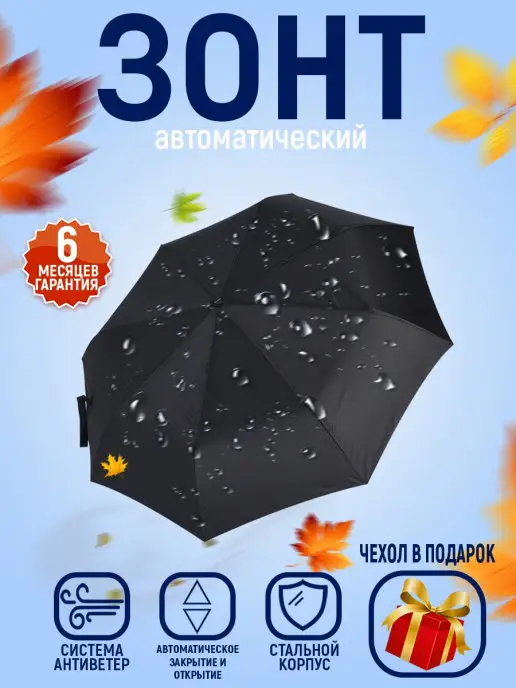 ЗОНТ
автоматический
6
МЕСЯЦЕВ
ГАРАНТИЯ
ЧЕХОЛ В ПОДАРОК
СИСТЕМА
АНТИВЕТЕР
АВТОМАТИЧЕСКОЕ
ЗАКРЫТИЕ И
ОТКРЫТИЕ
СТАЛЬНОЙ
КОРПУС